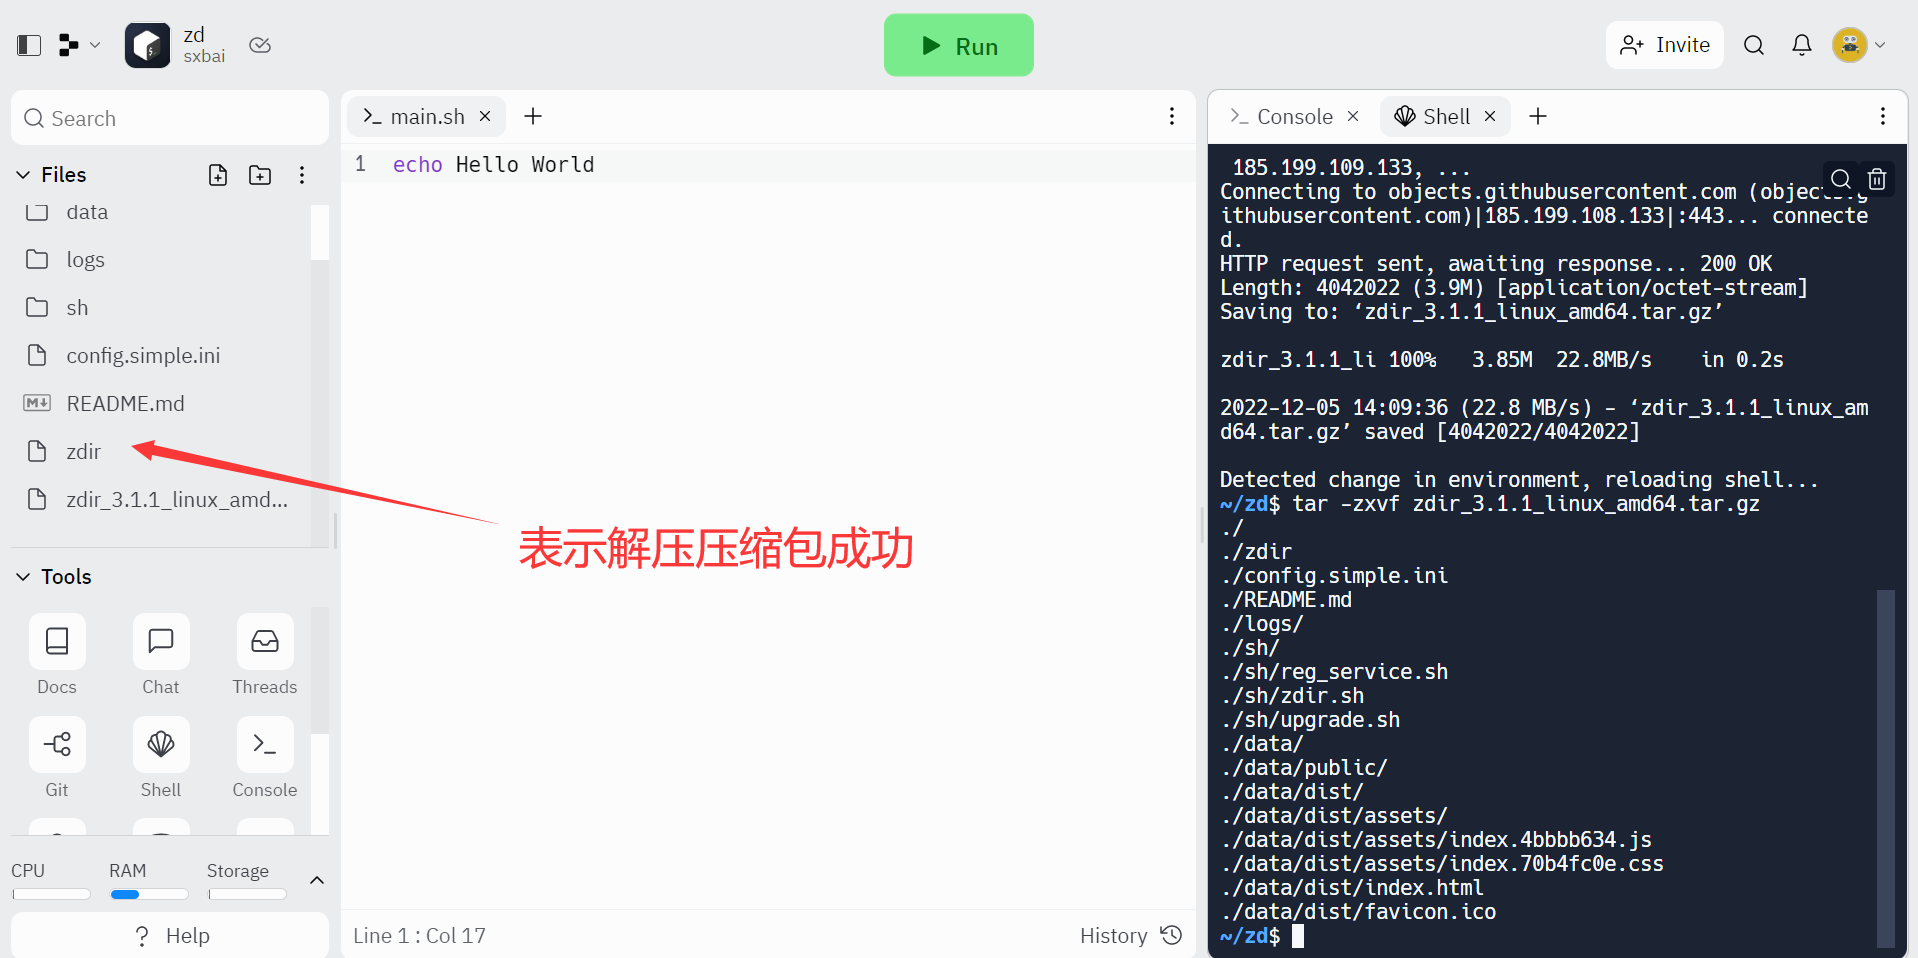 zd
sxbai
Run
Invite
Search
Files
data
logs
sh
config.simple.ini
M↓ README.md
zdir
zdir_3.1.1_linux_amd...
Tools
Docs
Chat
Threads
Git
Shell
Console
CPU
RAM
Storage
? Help
>_ main.sh × +
1 echo Hello World
表示解压压缩包成功
Line 1 : Col 17
History
>_ Console × Shell × +
185.199.109.133, ...
Connecting to objects.githubusercontent.com (objects.g
ithubusercontent.com)|185.199.108.133|:443... connecte
d.
HTTP request sent, awaiting response... 200 OK
Length: 4042022 (3.9M) [application/octet-stream]
Saving to: ‘zdir_3.1.1_linux_amd64.tar.gz’
zdir_3.1.1_li 100% 3.85M 22.8MB/s in 0.2s
2022-12-05 14:09:36 (22.8 MB/s) - ‘zdir_3.1.1_linux_am
d64.tar.gz’ saved [4042022/4042022]
Detected change in environment, reloading shell...
~/zd$ tar -zxvf zdir_3.1.1_linux_amd64.tar.gz
./
./zdir
./config.simple.ini
./README.md
./logs/
./sh/
./sh/reg_service.sh
./sh/zdir.sh
./sh/upgrade.sh
./data/
./data/public/
./data/dist/
./data/dist/assets/
./data/dist/assets/index.4bbbb634.js
./data/dist/assets/index.70b4fc0e.css
./data/dist/index.html
./data/dist/favicon.ico
~/zd$